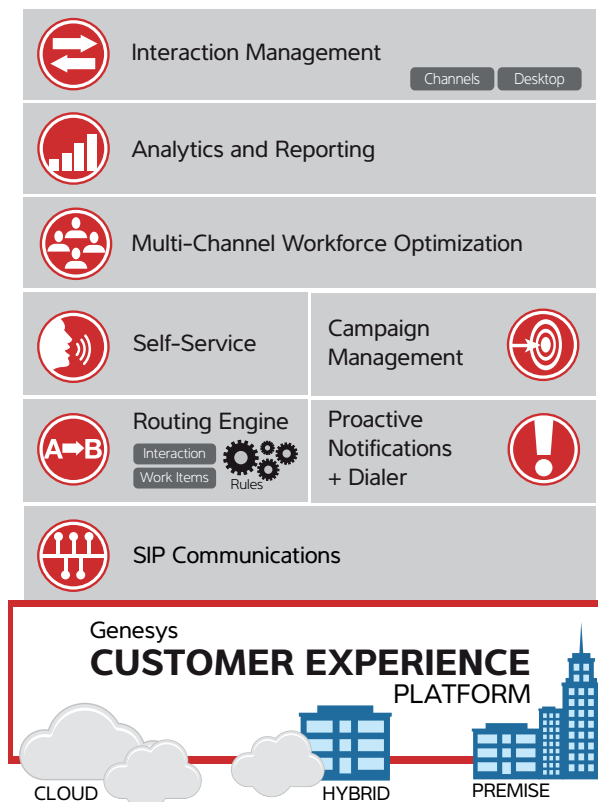 Interaction Management
Channels
Desktop
Analytics and Reporting
Multi-Channel Workforce Optimization
Self-Service
Campaign
Management
A B
Routing Engine
Interaction
Work Items
Rules
Proactive
Notifications
+ Dialer
SIP Communications
Genesys
CUSTOMER EXPERIENCE
PLATFORM
CLOUD
HYBRID
PREMISE